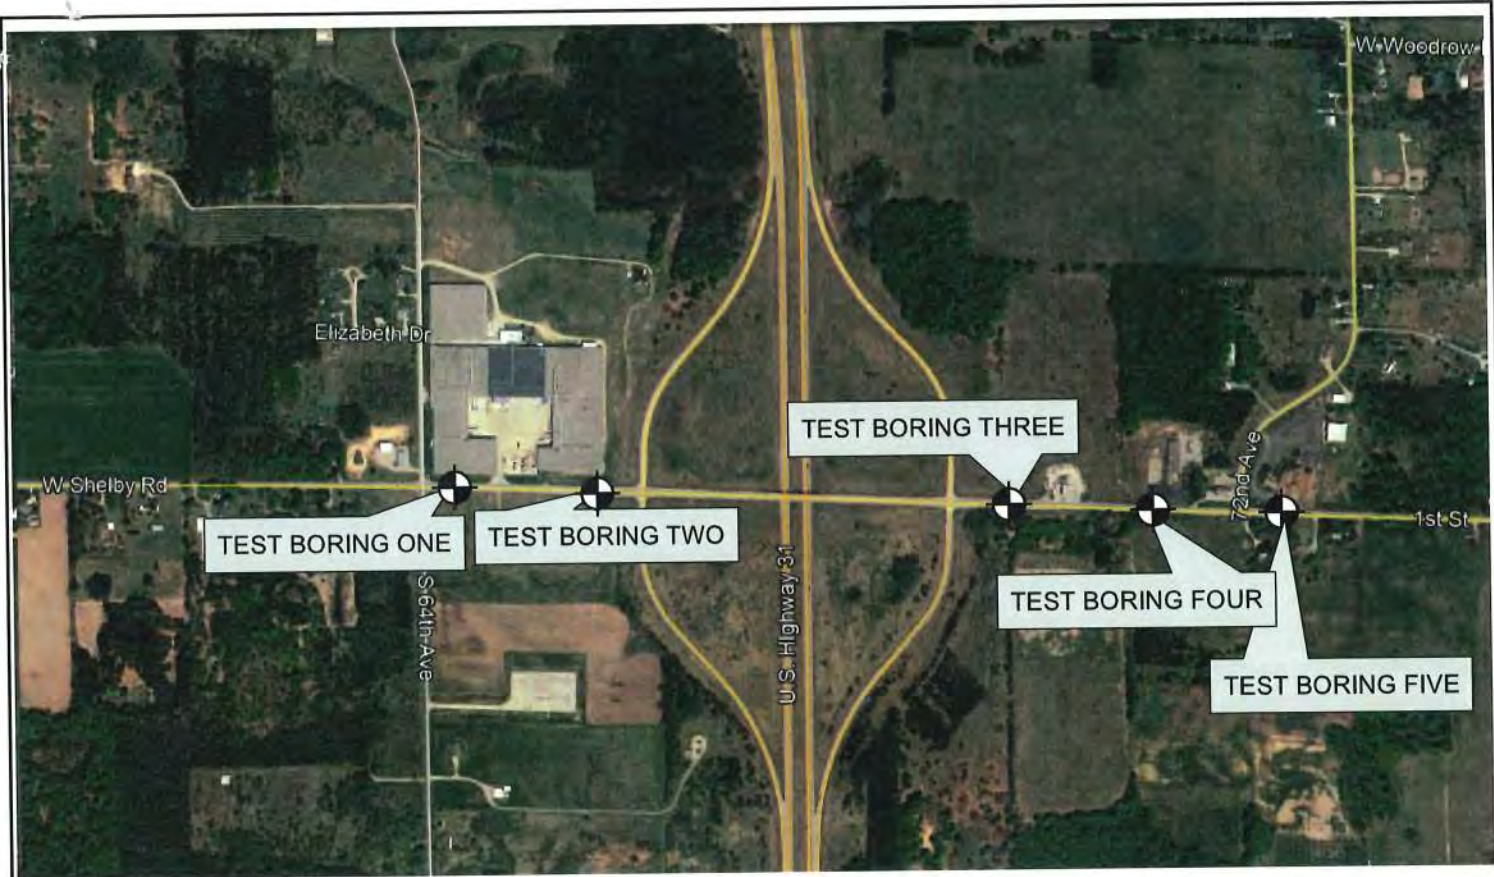 W Woodrow
Elizabeth Dr
TEST BORING THREE
72nd Ave
W Shelby Rd
1st St
TEST BORING ONE
TEST BORING TWO
U.S. Highway 31
S 64th Ave
TEST BORING FOUR
TEST BORING FIVE